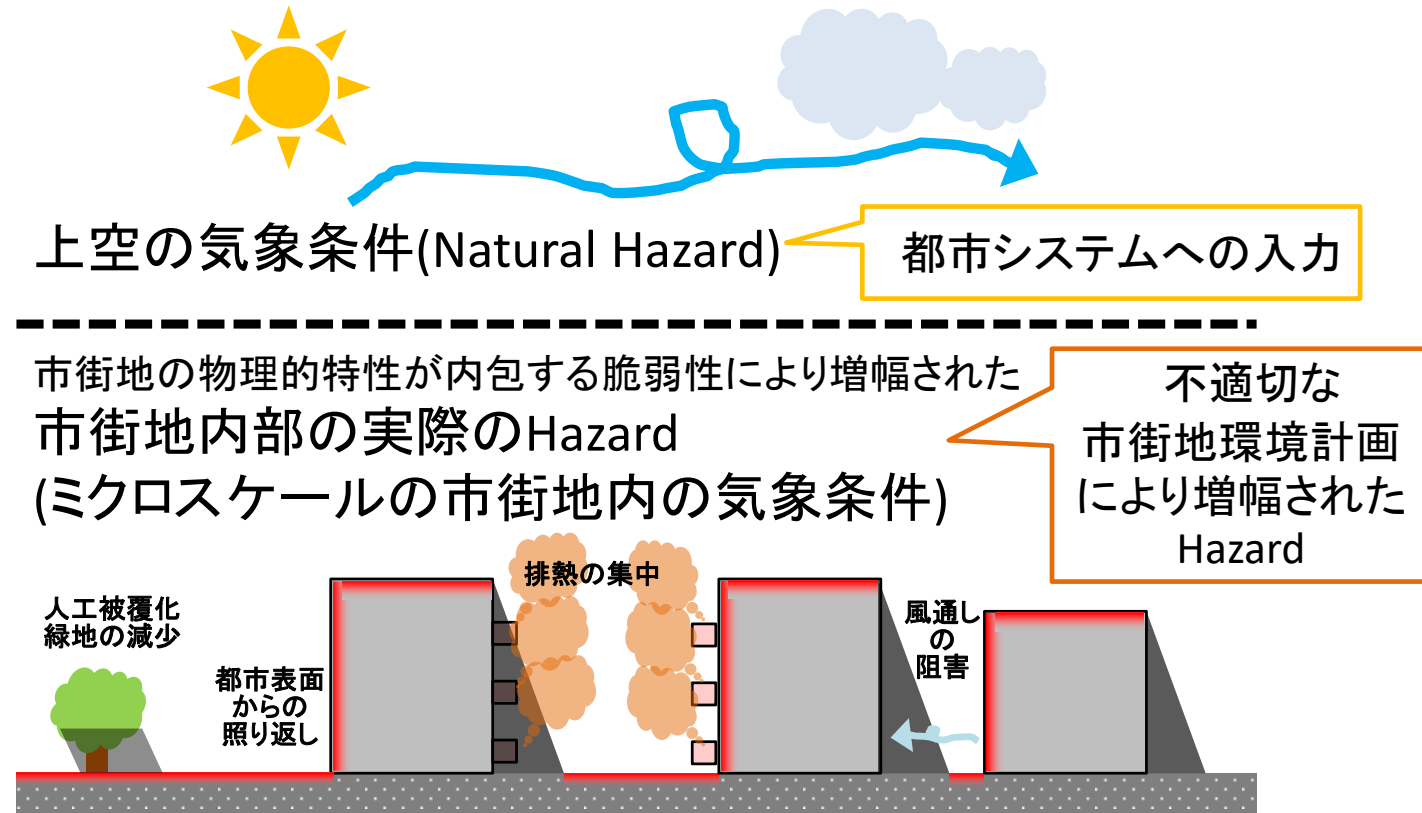 上空の気象条件(Natural Hazard)
都市システムへの入力
市街地の物理的特性が内包する脆弱性により増幅された
市街地内部の実際のHazard
(ミクロスケールの市街地内の気象条件)
不適切な
市街地環境計画
により増幅された
Hazard
人工被覆化
緑地の減少
都市表面
からの
照り返し
排熱の集中
風通し
の
阻害